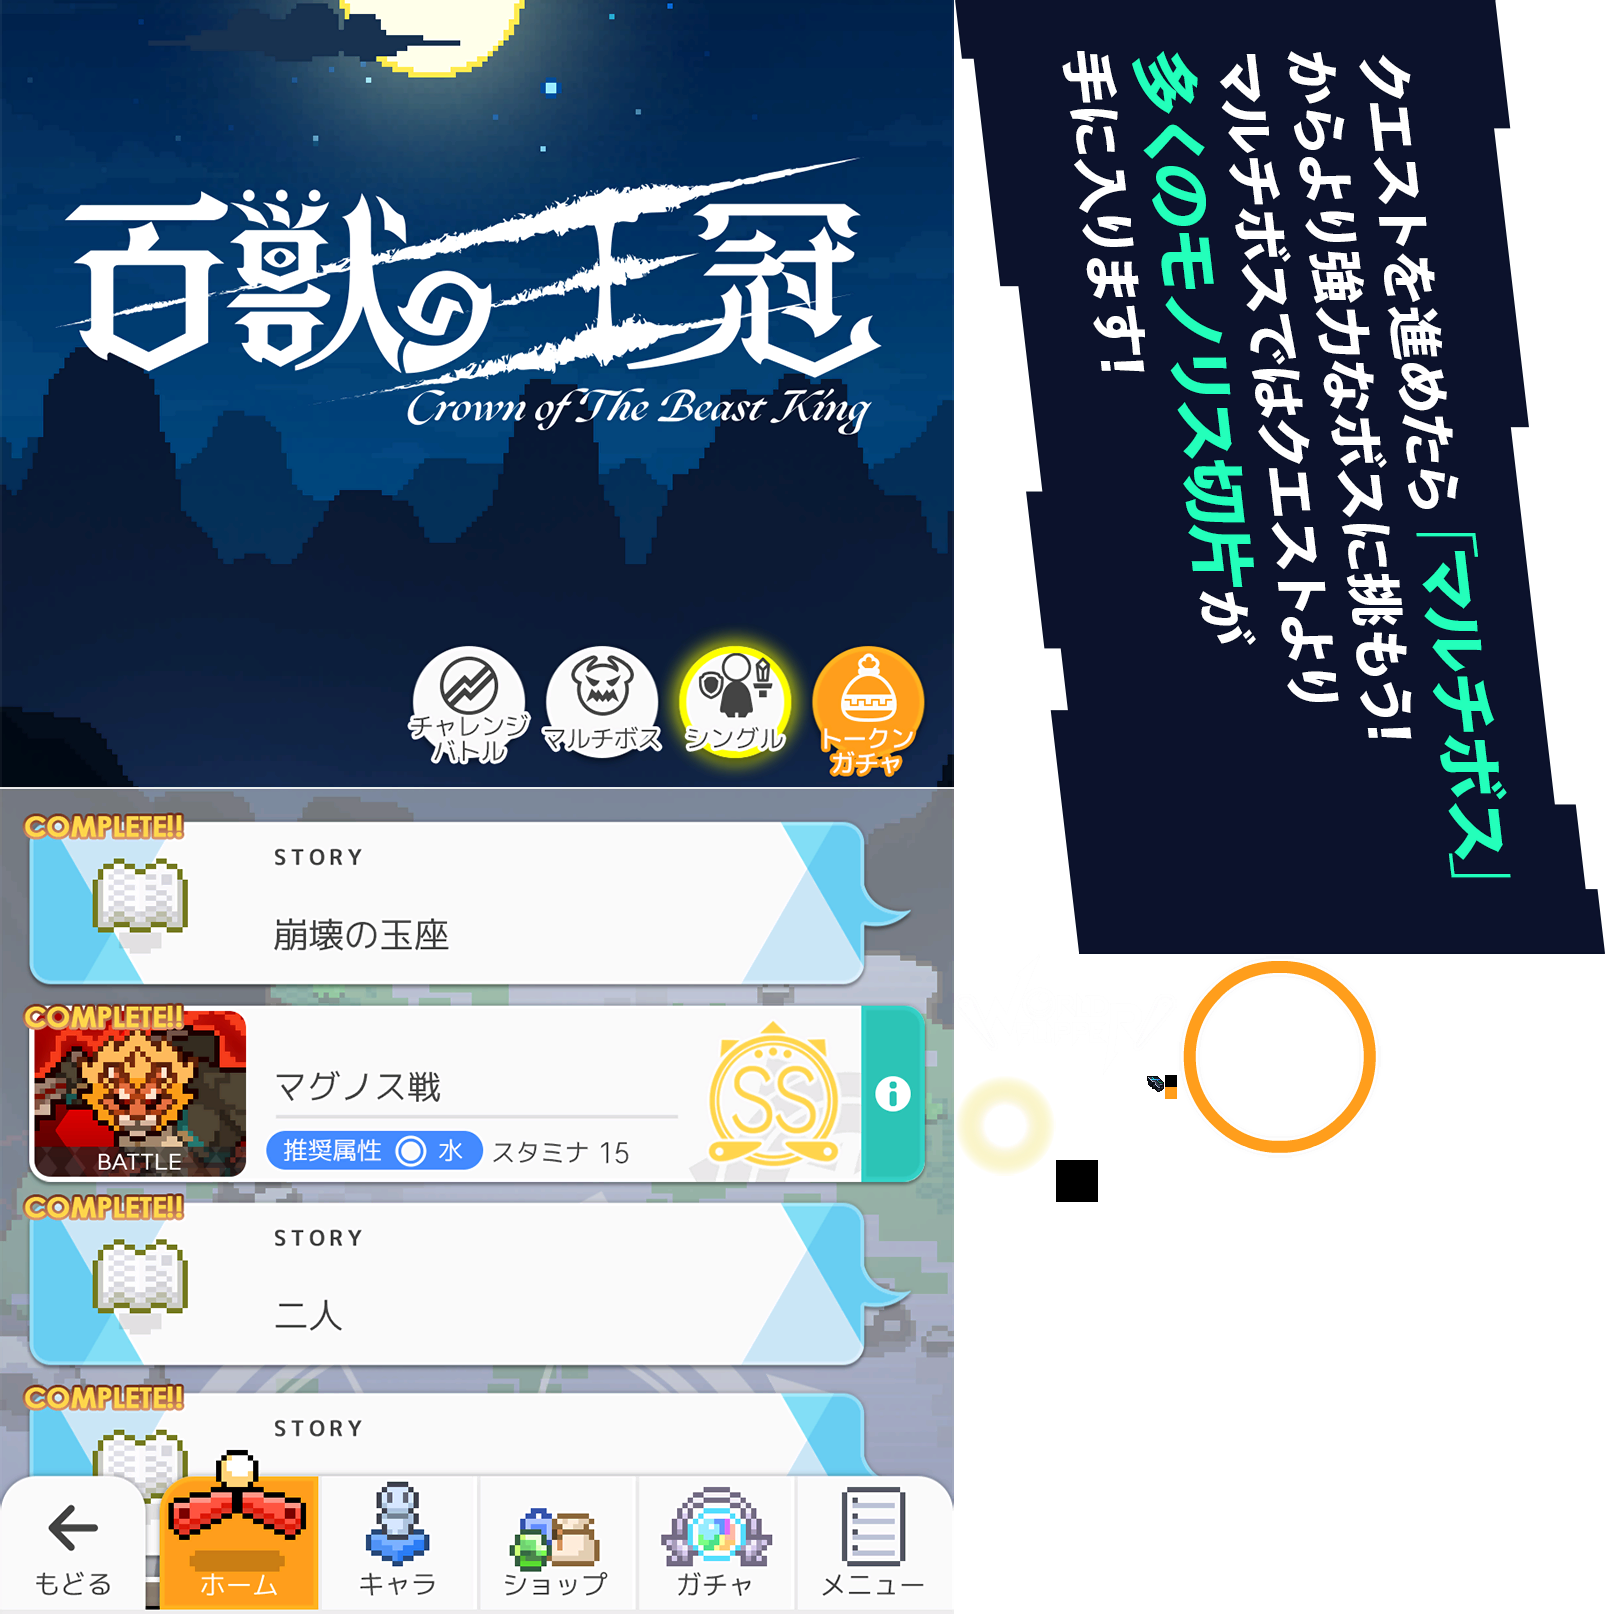 百獣の王冠
Crown of The Beast King
チャレンジ
バトル
マルチボス
シングル
トークン
ガチャ
COMPLETE!!
STORY
崩壊の玉座
COMPLETE!!
BATTLE
マグノス戦
推奨属性 水 スタミナ 15
SS
COMPLETE!!
STORY
二人
COMPLETE!!
STORY
もどる
ホーム
キャラ
ショップ
ガチャ
メニュー
クエストを進めたら「マルチボス」
からより強力なボスに挑もう!
マルチボスではクエストより
多くのモノリス切片が
手に入ります!